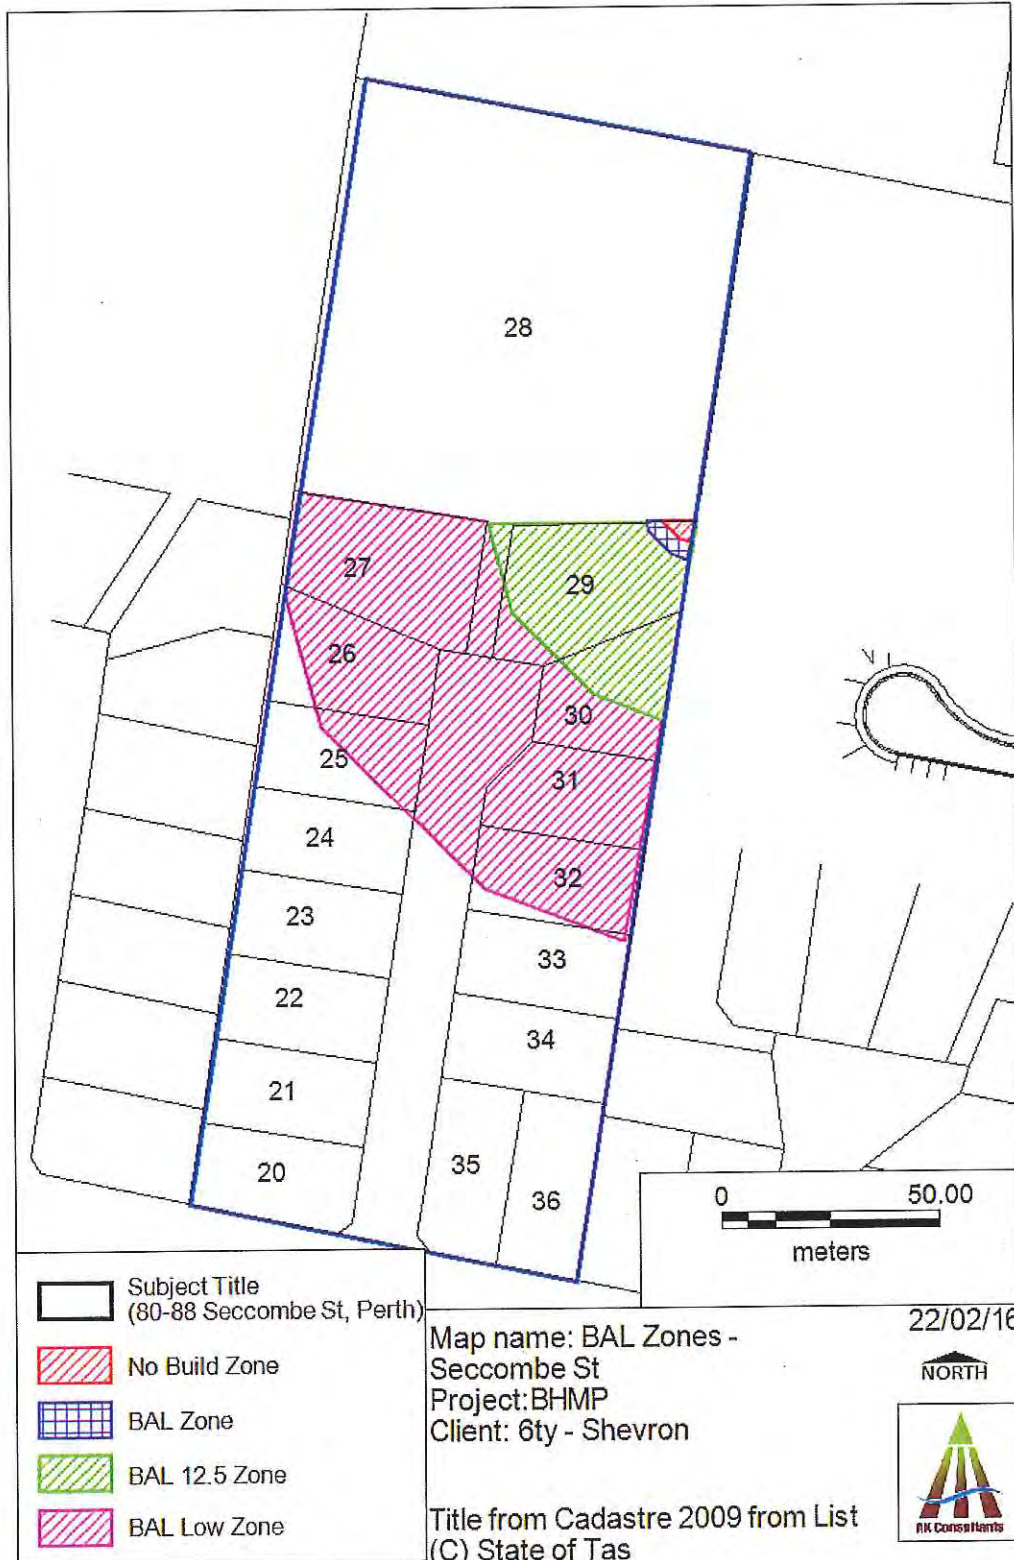 28
27
29
26
30
25
31
24
32
23
33
22
34
21
35
20
36
0 50.00
meters
Subject Title
(80-88 Seccombe St, Perth)
No Build Zone
BAL Zone
BAL 12.5 Zone
BAL Low Zone
Map name: BAL Zones -
Seccombe St
Project:BHMP
Client: 6ty - Shevron
Title from Cadastre 2009 from List
(C) State of Tas
22/02/16
NORTH
RK Consultants